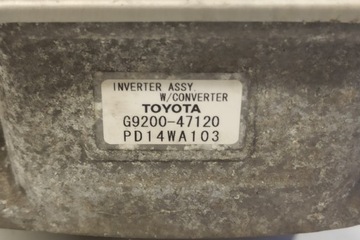 INVERTER ASSY.
W/CONVERTER
TOYOTA
G9200-47120
PD14WA103